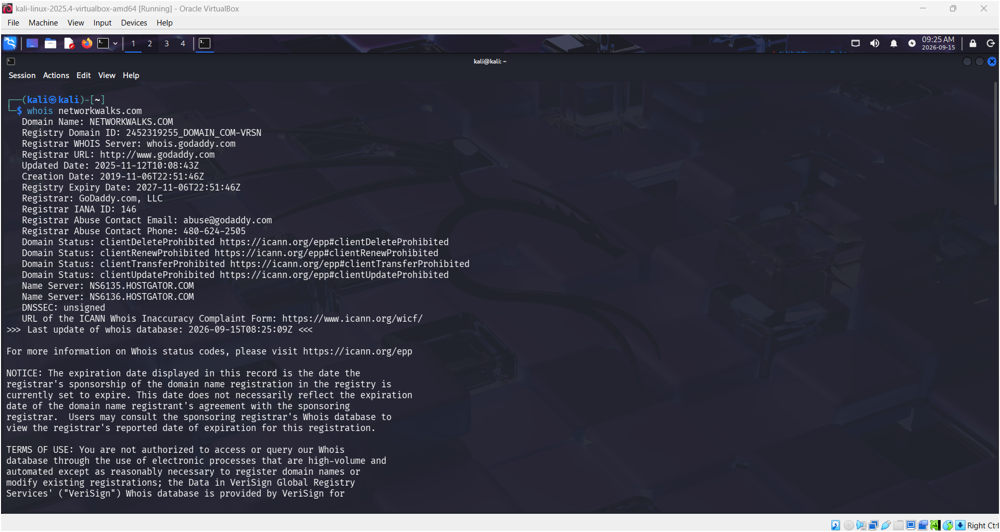 kali-linux-2025.4-virtualbox-amd64 [Running] - Oracle VirtualBox
File Machine View Input Devices Help
1 2 3 4
09:25 AM
2026-09-15
kali@kali: ~
Session Actions Edit View Help
┌──(kali㉿kali)-[~]
└─$ whois networkwalks.com
Domain Name: NETWORKWALKS.COM
Registry Domain ID: 2452319255_DOMAIN_COM-VRSN
Registrar WHOIS Server: whois.godaddy.com
Registrar URL: http://www.godaddy.com
Updated Date: 2025-11-12T10:08:43Z
Creation Date: 2019-11-06T22:51:46Z
Registry Expiry Date: 2027-11-06T22:51:46Z
Registrar: GoDaddy.com, LLC
Registrar IANA ID: 146
Registrar Abuse Contact Email: abuse@godaddy.com
Registrar Abuse Contact Phone: 480-624-2505
Domain Status: clientDeleteProhibited https://icann.org/epp#clientDeleteProhibited
Domain Status: clientRenewProhibited https://icann.org/epp#clientRenewProhibited
Domain Status: clientTransferProhibited https://icann.org/epp#clientTransferProhibited
Domain Status: clientUpdateProhibited https://icann.org/epp#clientUpdateProhibited
Name Server: NS6135.HOSTGATOR.COM
Name Server: NS6136.HOSTGATOR.COM
DNSSEC: unsigned
URL of the ICANN Whois Inaccuracy Complaint Form: https://www.icann.org/wicf/
>>> Last update of whois database: 2026-09-15T08:25:09Z <<<
For more information on Whois status codes, please visit https://icann.org/epp
NOTICE: The expiration date displayed in this record is the date the
registrar's sponsorship of the domain name registration in the registry is
currently set to expire. This date does not necessarily reflect the expiration
date of the domain name registrant's agreement with the sponsoring
registrar.  Users may consult the sponsoring registrar's Whois database to
view the registrar's reported date of expiration for this registration.
TERMS OF USE: You are not authorized to access or query our Whois
database through the use of electronic processes that are high-volume and
automated except as reasonably necessary to register domain names or
modify existing registrations; the Data in VeriSign Global Registry
Services' ("VeriSign") Whois database is provided by VeriSign for
Right Ctrl